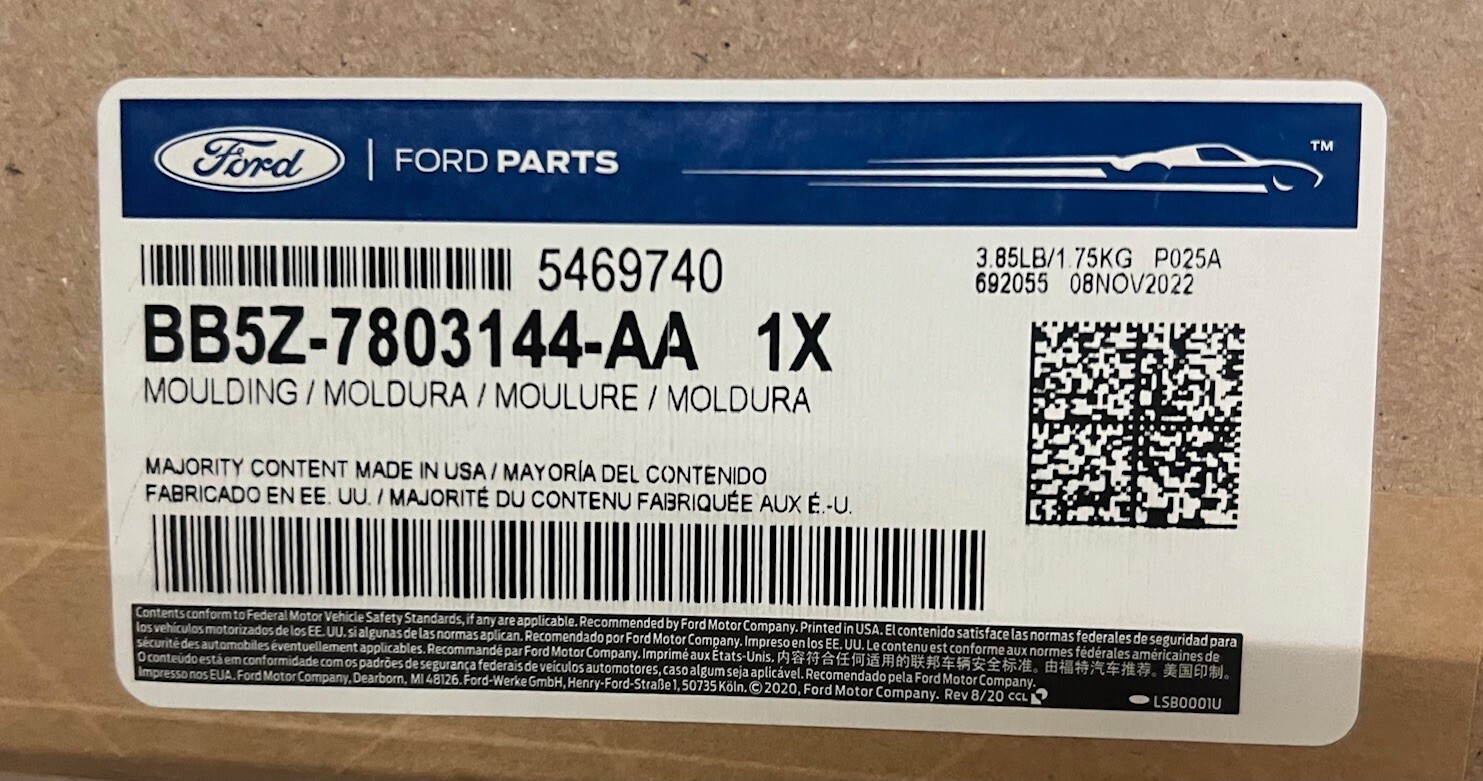 Ford | FORD PARTS ™
5469740
3.85LB/1.75KG P025A
692055 08NOV2022
BB5Z-7803144-AA 1X
MOULDING / MOLDURA / MOULURE / MOLDURA
MAJORITY CONTENT MADE IN USA / MAYORÍA DEL CONTENIDO
FABRICADO EN EE. UU. / MAJORITÉ DU CONTENU FABRIQUÉE AUX É.-U.
Contents conform to Federal Motor Vehicle Safety Standards, if any are applicable. Recommended by Ford Motor Company. Printed in USA. El contenido satisface las normas federales de seguridad para
los vehículos motorizados de los EE. UU. si algunas de las normas aplican. Recomendado por Ford Motor Company. Impreso en los EE. UU. Le contenu est conforme aux normes fédérales américaines de
sécurité des automobiles éventuellement applicables. Recommandé par Ford Motor Company. Imprimé aux États-Unis. 内容符合任何适用的联邦车辆安全标准。由福特汽车推荐。美国印制。
O conteúdo está em conformidade com os padrões de segurança federais de veículos automotores, caso algum seja aplicável. Recomendado pela Ford Motor Company.
Impresso nos EUA. Ford Motor Company, Dearborn, MI 48126. Ford-Werke GmbH, Henry-Ford-Straße 1, 50735 Köln. © 2020, Ford Motor Company. Rev 8/20 CCL
LSB0001U